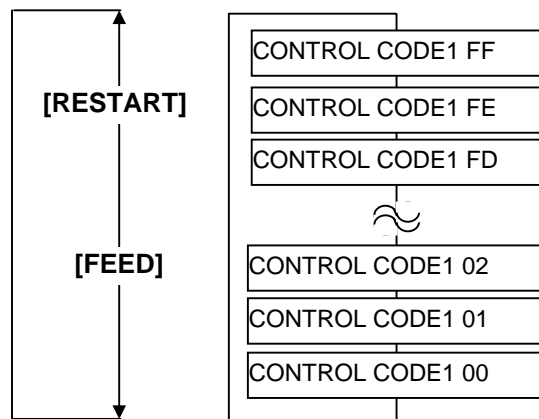 CONTROL CODE1 FF
[RESTART]
CONTROL CODE1 FE
CONTROL CODE1 FD
[FEED]
CONTROL CODE1 02
CONTROL CODE1 01
CONTROL CODE1 00